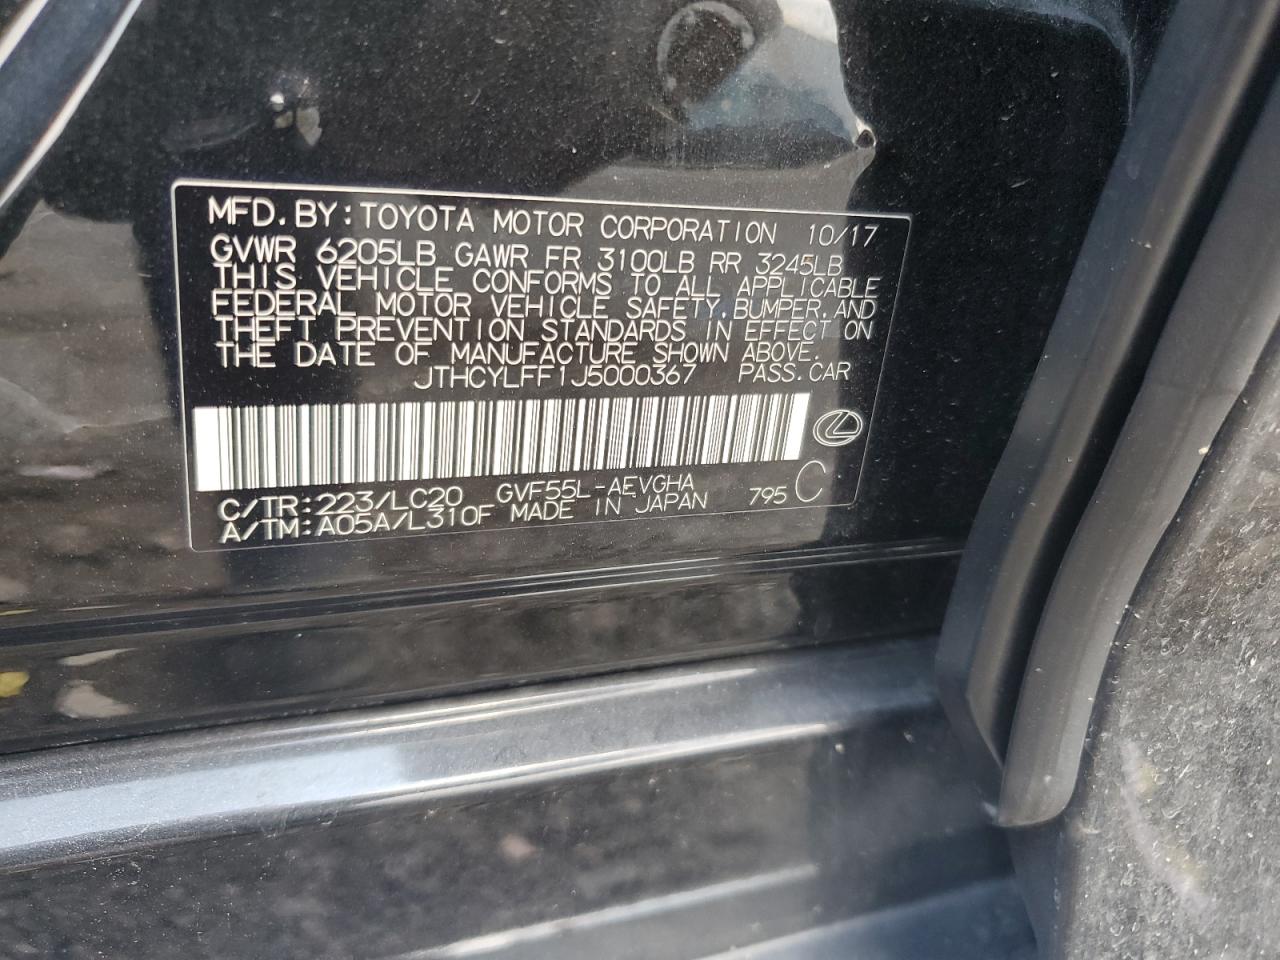 MFD. BY: TOYOTA MOTOR CORPORATION 10/17
GVWR 6205LB GAWR FR 3100LB RR 3245LB
THIS VEHICLE CONFORMS TO ALL APPLICABLE
FEDERAL MOTOR VEHICLE SAFETY, BUMPER, AND
THEFT PREVENTION STANDARDS IN EFFECT ON
THE DATE OF MANUFACTURE SHOWN ABOVE.
JTHCYLFF1J5000367 PASS. CAR
C/TR: 223/LC20 GVF55L-AEVGHA 795 C
A/TM: A05A/L310F MADE IN JAPAN